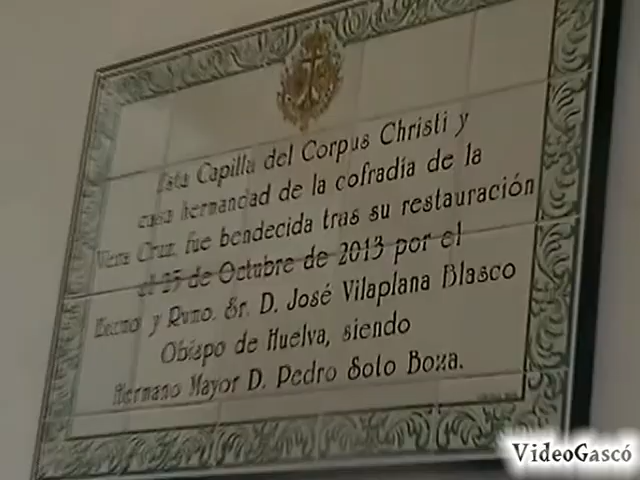 Esta Capilla del Corpus Christi y
casa hermandad de la cofradía de la
Vera Cruz, fue bendecida tras su restauración
el 25 de Octubre de 2013 por el
Excmo y Rvmo. Sr. D. José Vilaplana Blasco
Obispo de Huelva, siendo
Hermano Mayor D. Pedro Solo Boza.
VideoGascó